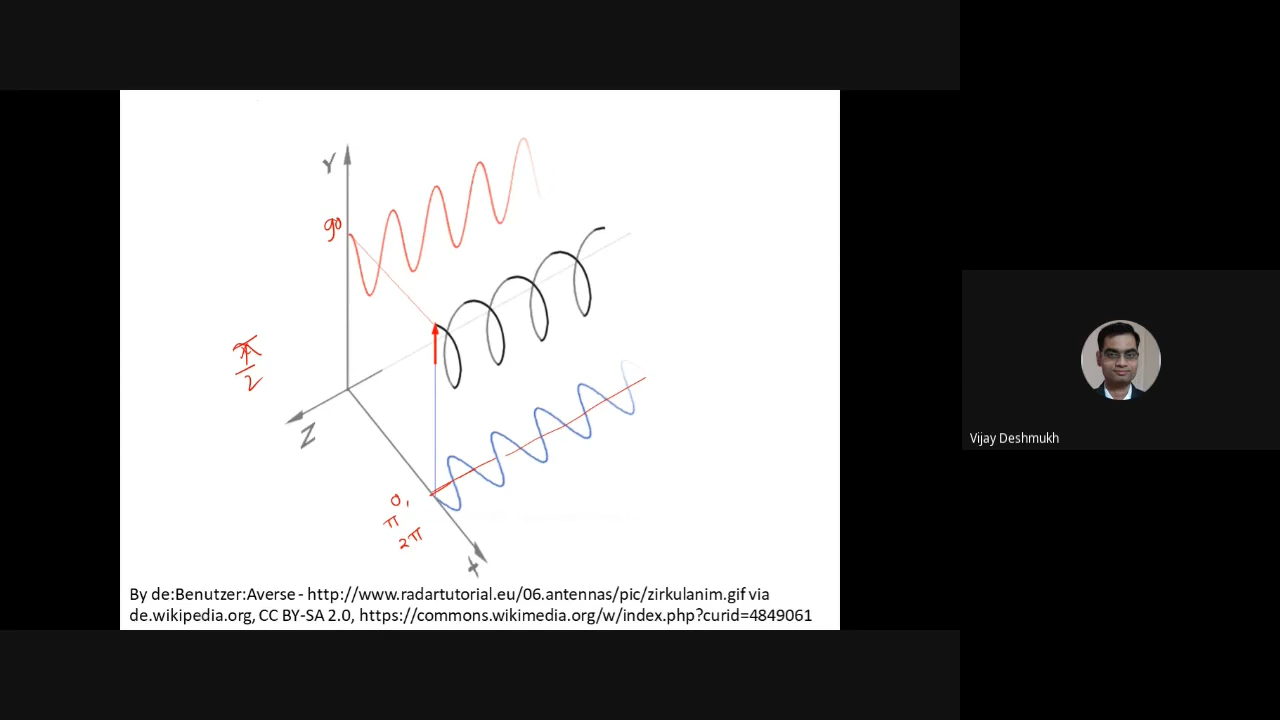 Y
90
π
2
Z
0,
π
2π
X
By de:Benutzer:Averse - http://www.radartutorial.eu/06.antennas/pic/zirkulanim.gif via
de.wikipedia.org, CC BY-SA 2.0, https://commons.wikimedia.org/w/index.php?curid=4849061
Vijay Deshmukh